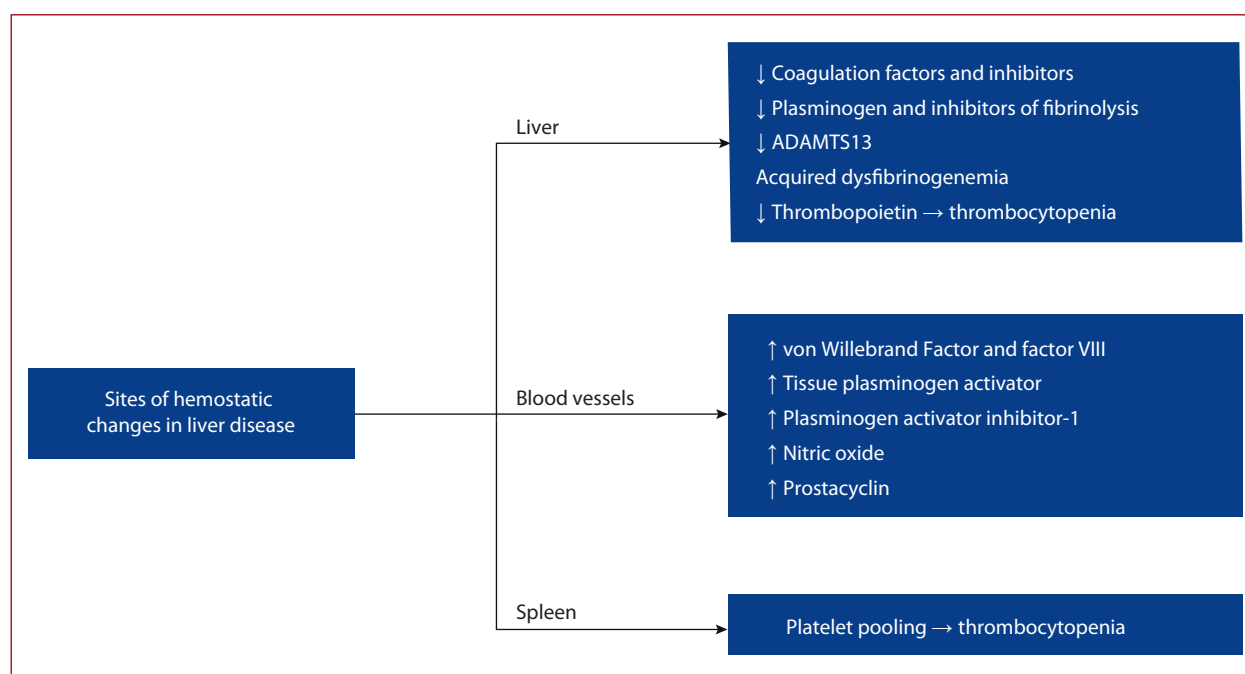 Sites of hemostatic
changes in liver disease
Liver
↓ Coagulation factors and inhibitors
↓ Plasminogen and inhibitors of fibrinolysis
↓ ADAMTS13
Acquired dysfibrinogenemia
↓ Thrombopoietin → thrombocytopenia
Blood vessels
↑ von Willebrand Factor and factor VIII
↑ Tissue plasminogen activator
↑ Plasminogen activator inhibitor-1
↑ Nitric oxide
↑ Prostacyclin
Spleen
Platelet pooling → thrombocytopenia